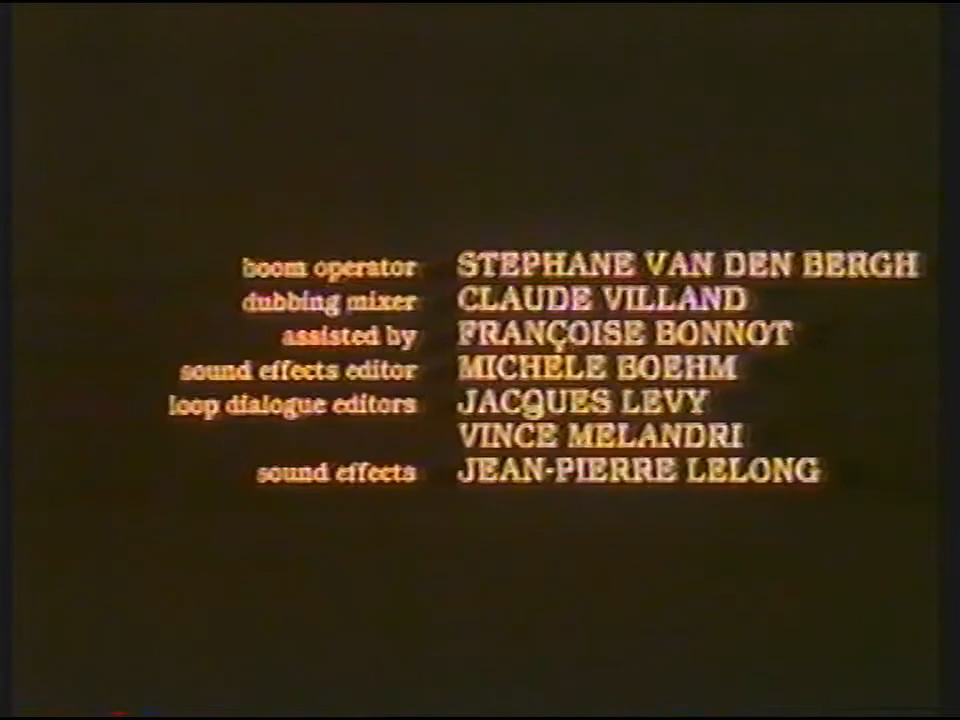 boom operator STEPHANE VAN DEN BERGH
dubbing mixer CLAUDE VILLAND
assisted by FRANÇOISE BONNOT
sound effects editor MICHELE BOEHM
loop dialogue editors JACQUES LEVY
VINCE MELANDRI
sound effects JEAN-PIERRE LELONG